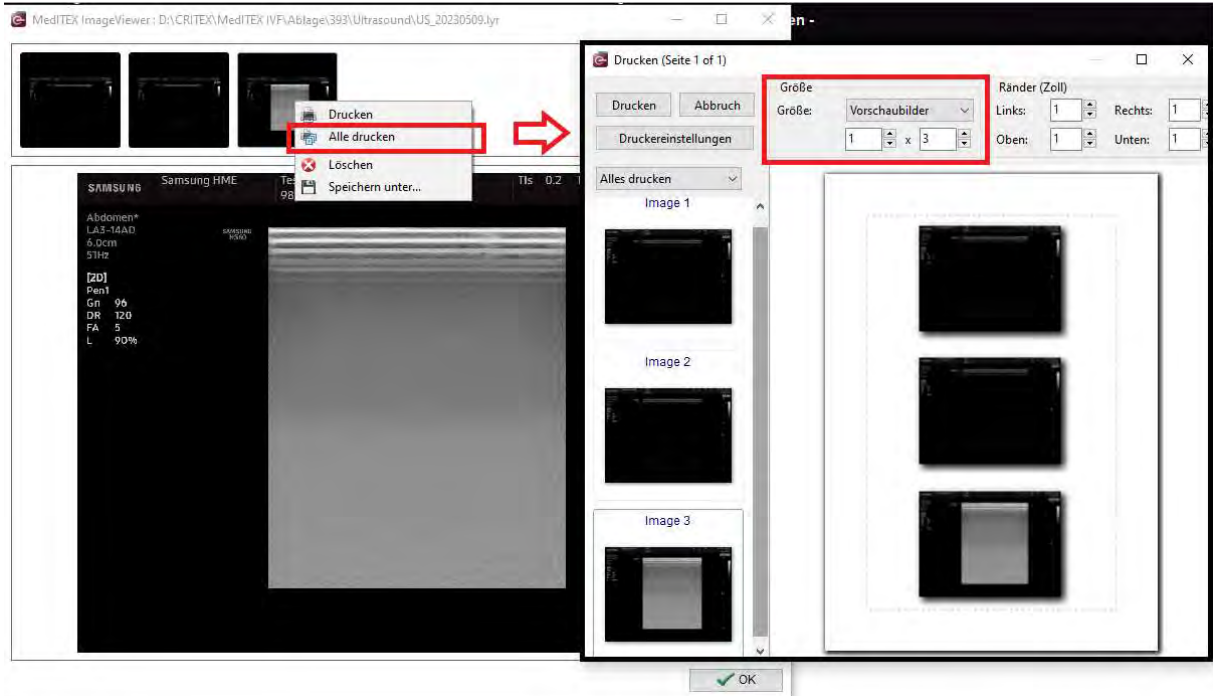 MedITEX ImageViewer : D:\CRITEX\MedITEX IVF\Ablage\393\Ultrasound\US_20230509.lyr
en -
Drucken
Alle drucken
Löschen
Speichern unter...
SAMSUNG
Samsung HME
98
TIs 0.2
Abdomen*
LA3-14AD
6.0cm
51Hz
[2D]
Pen1
Gn 96
DR 120
FA 5
L 90%
OK
Drucken (Seite 1 of 1)
Drucken
Abbruch
Druckereinstellungen
Größe
Größe:
Vorschaubilder
1 x 3
Ränder (Zoll)
Links: 1
Rechts: 1
Oben: 1
Unten: 1
Alles drucken
Image 1
Image 2
Image 3